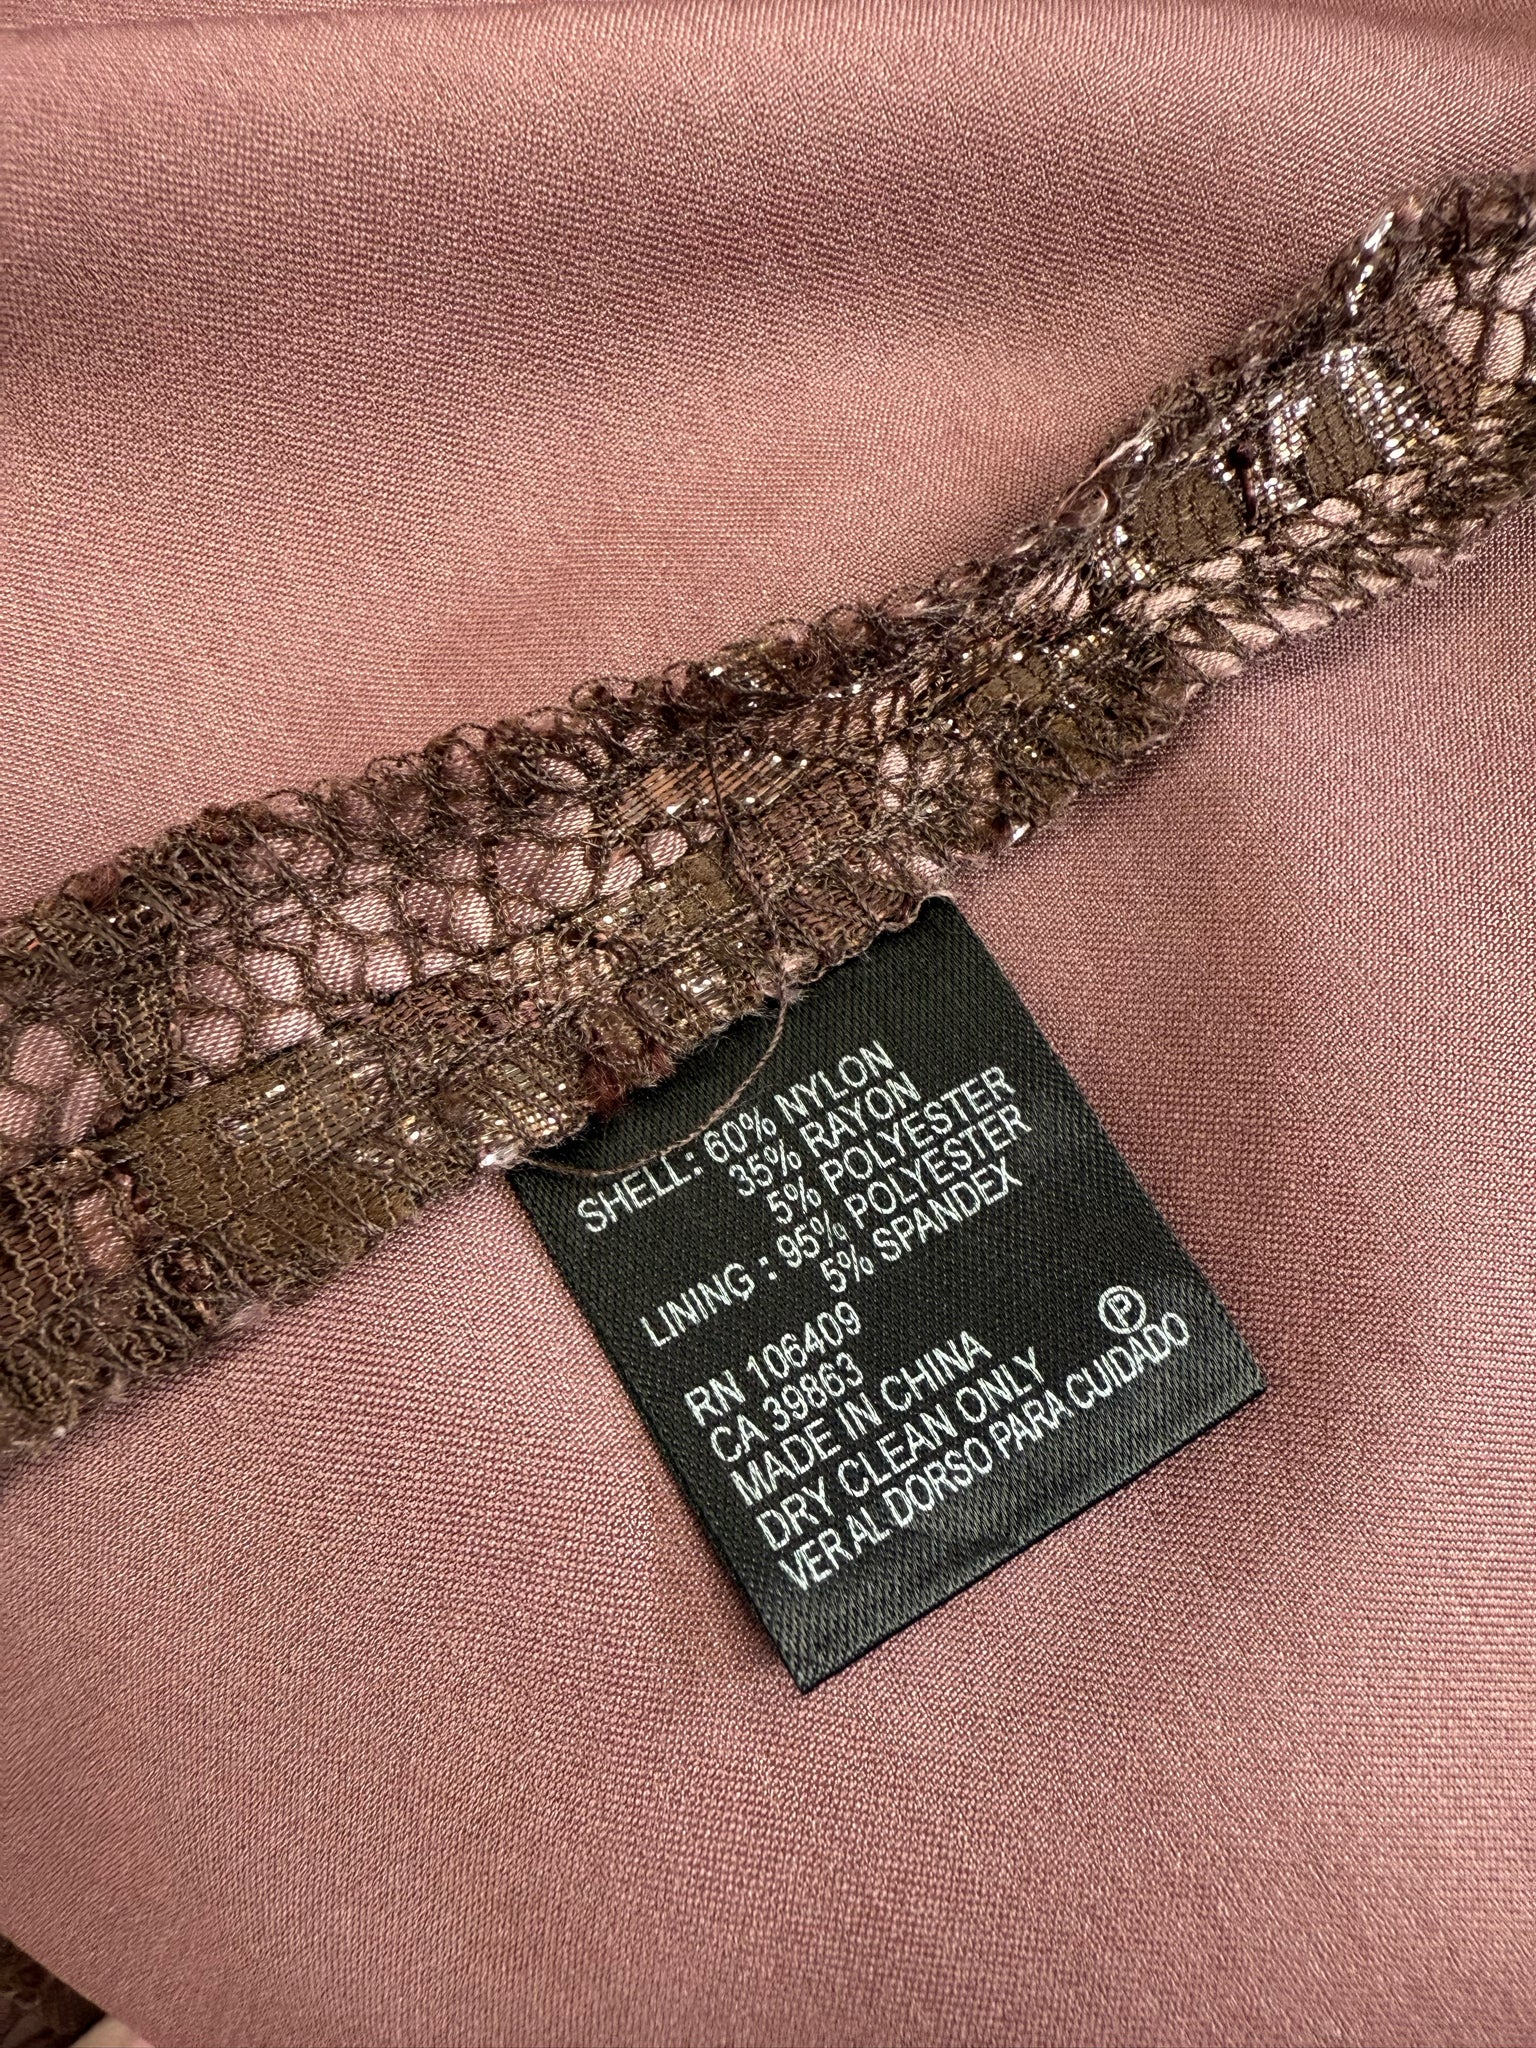 SHELL: 60% NYLON
35% RAYON
5% POLYESTER
LINING : 95% POLYESTER
5% SPANDEX
RN 106409
CA 39863
MADE IN CHINA
DRY CLEAN ONLY P
VER AL DORSO PARA CUIDADO